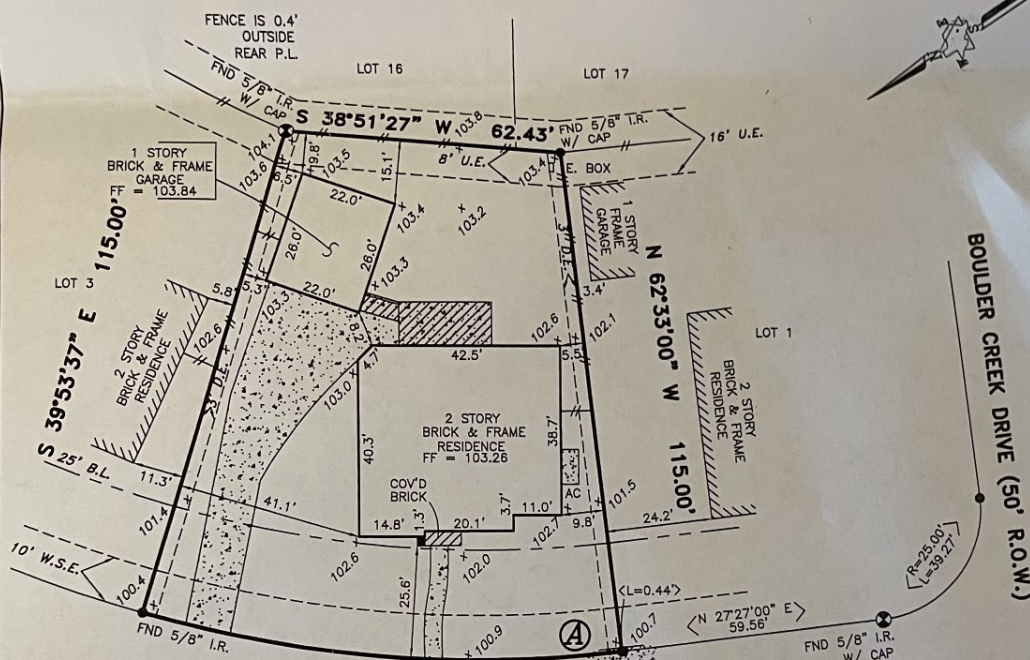 FENCE IS 0.4'
OUTSIDE
REAR P.L.
LOT 16
LOT 17
FND 5/8" I.R.
W/ CAP
S 38°51'27" W 62.43'
103.8
FND 5/8" I.R.
W/ CAP
16' U.E.
8' U.E.
104.1
103.6
9.8'
6.5'
103.5
15.1'
103.4
E. BOX
1 STORY
BRICK & FRAME
GARAGE
FF = 103.84
22.0'
26.0'
26.0'
22.0'
103.4
103.2
103.3
1 STORY
FRAME
GARAGE
3' D.E.
3.4'
S 39°53'37" E 115.00'
LOT 3
5.8'
5.3'
103.3
102.6
2 STORY
BRICK & FRAME
RESIDENCE
3' D.E.
8.2'
4.7'
103.0
42.5'
102.6
5.5'
102.1
N 62°33'00" W 115.00'
LOT 1
2 STORY
BRICK & FRAME
RESIDENCE
BOULDER CREEK DRIVE (50' R.O.W.)
40.3'
2 STORY
BRICK & FRAME
RESIDENCE
FF = 103.26
38.7'
COV'D
BRICK
AC
25' B.L.
11.3'
101.4
41.1'
14.8'
1.3'
20.1'
3.7'
11.0'
102.7
9.8'
101.5
24.2'
102.6
102.0
10' W.S.E.
100.4
FND 5/8" I.R.
25.6'
100.9
A
L=0.44'
100.7
N 27°27'00" E
59.56'
R=25.00'
L=39.27'
FND 5/8" I.R.
W/ CAP